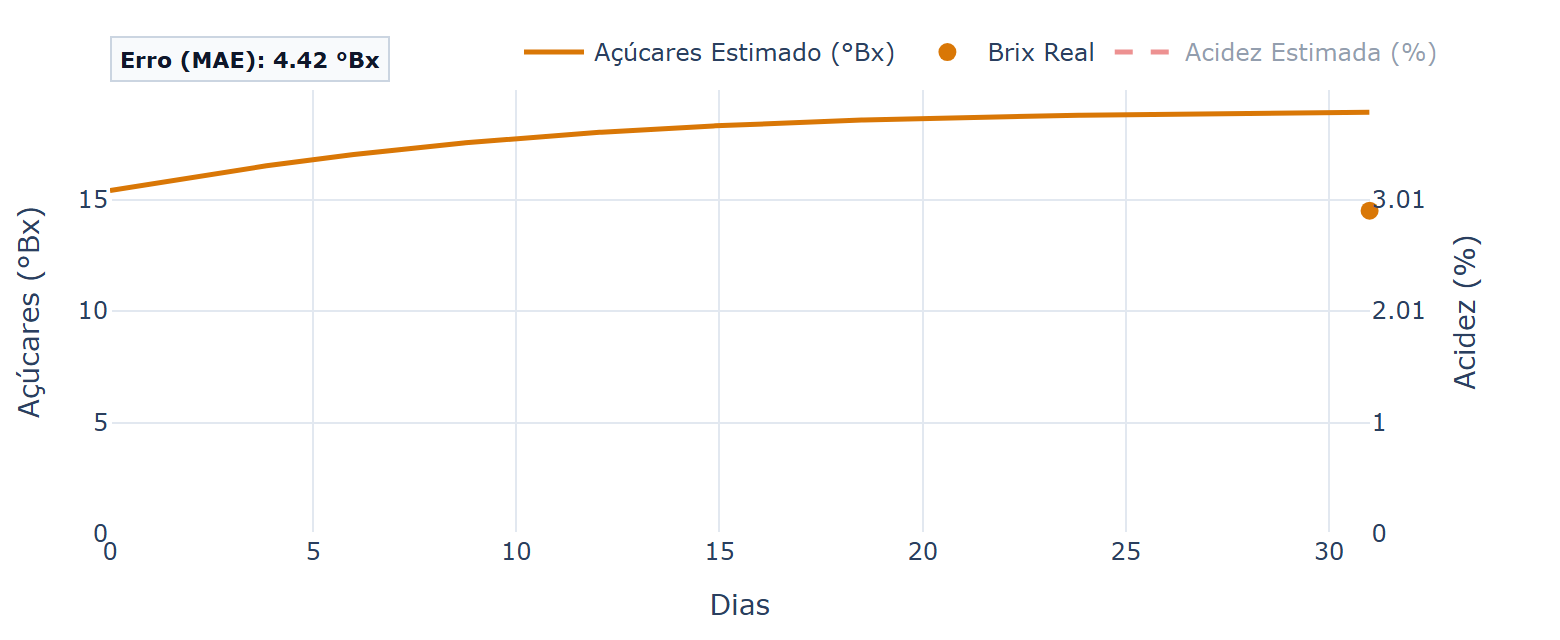 Erro (MAE): 4.42 ºBx
Açúcares Estimado (°Bx)
Brix Real
Acidez Estimada (%)
Açúcares (°Bx)
15
10
5
0
3.01
2.01
1
0
Acidez (%)
0 5 10 15 20 25 30
Dias